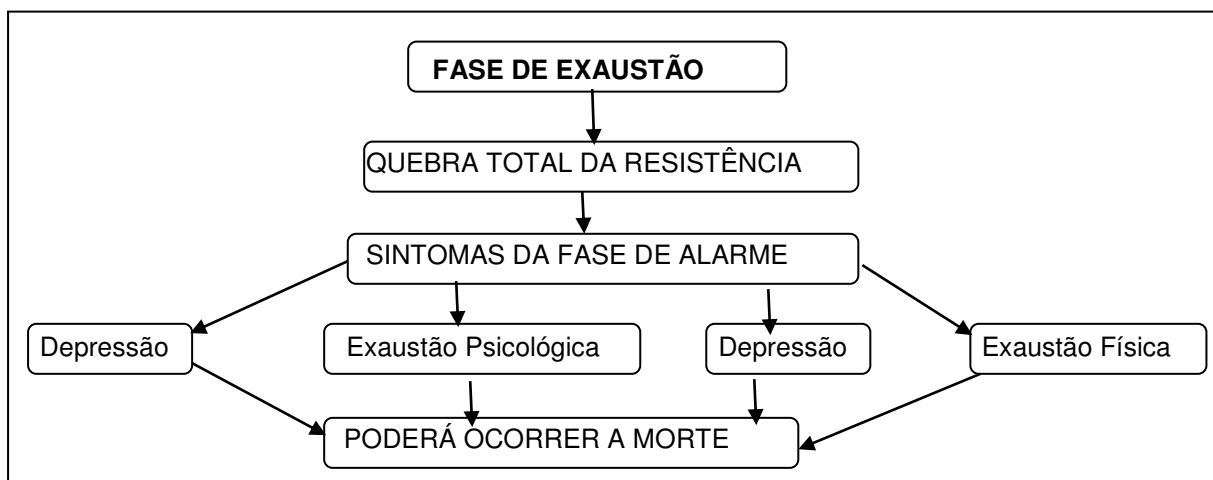 FASE DE EXAUSTÃO
QUEBRA TOTAL DA RESISTÊNCIA
SINTOMAS DA FASE DE ALARME
Depressão
Exaustão Psicológica
Depressão
Exaustão Física
PODERÁ OCORRER A MORTE